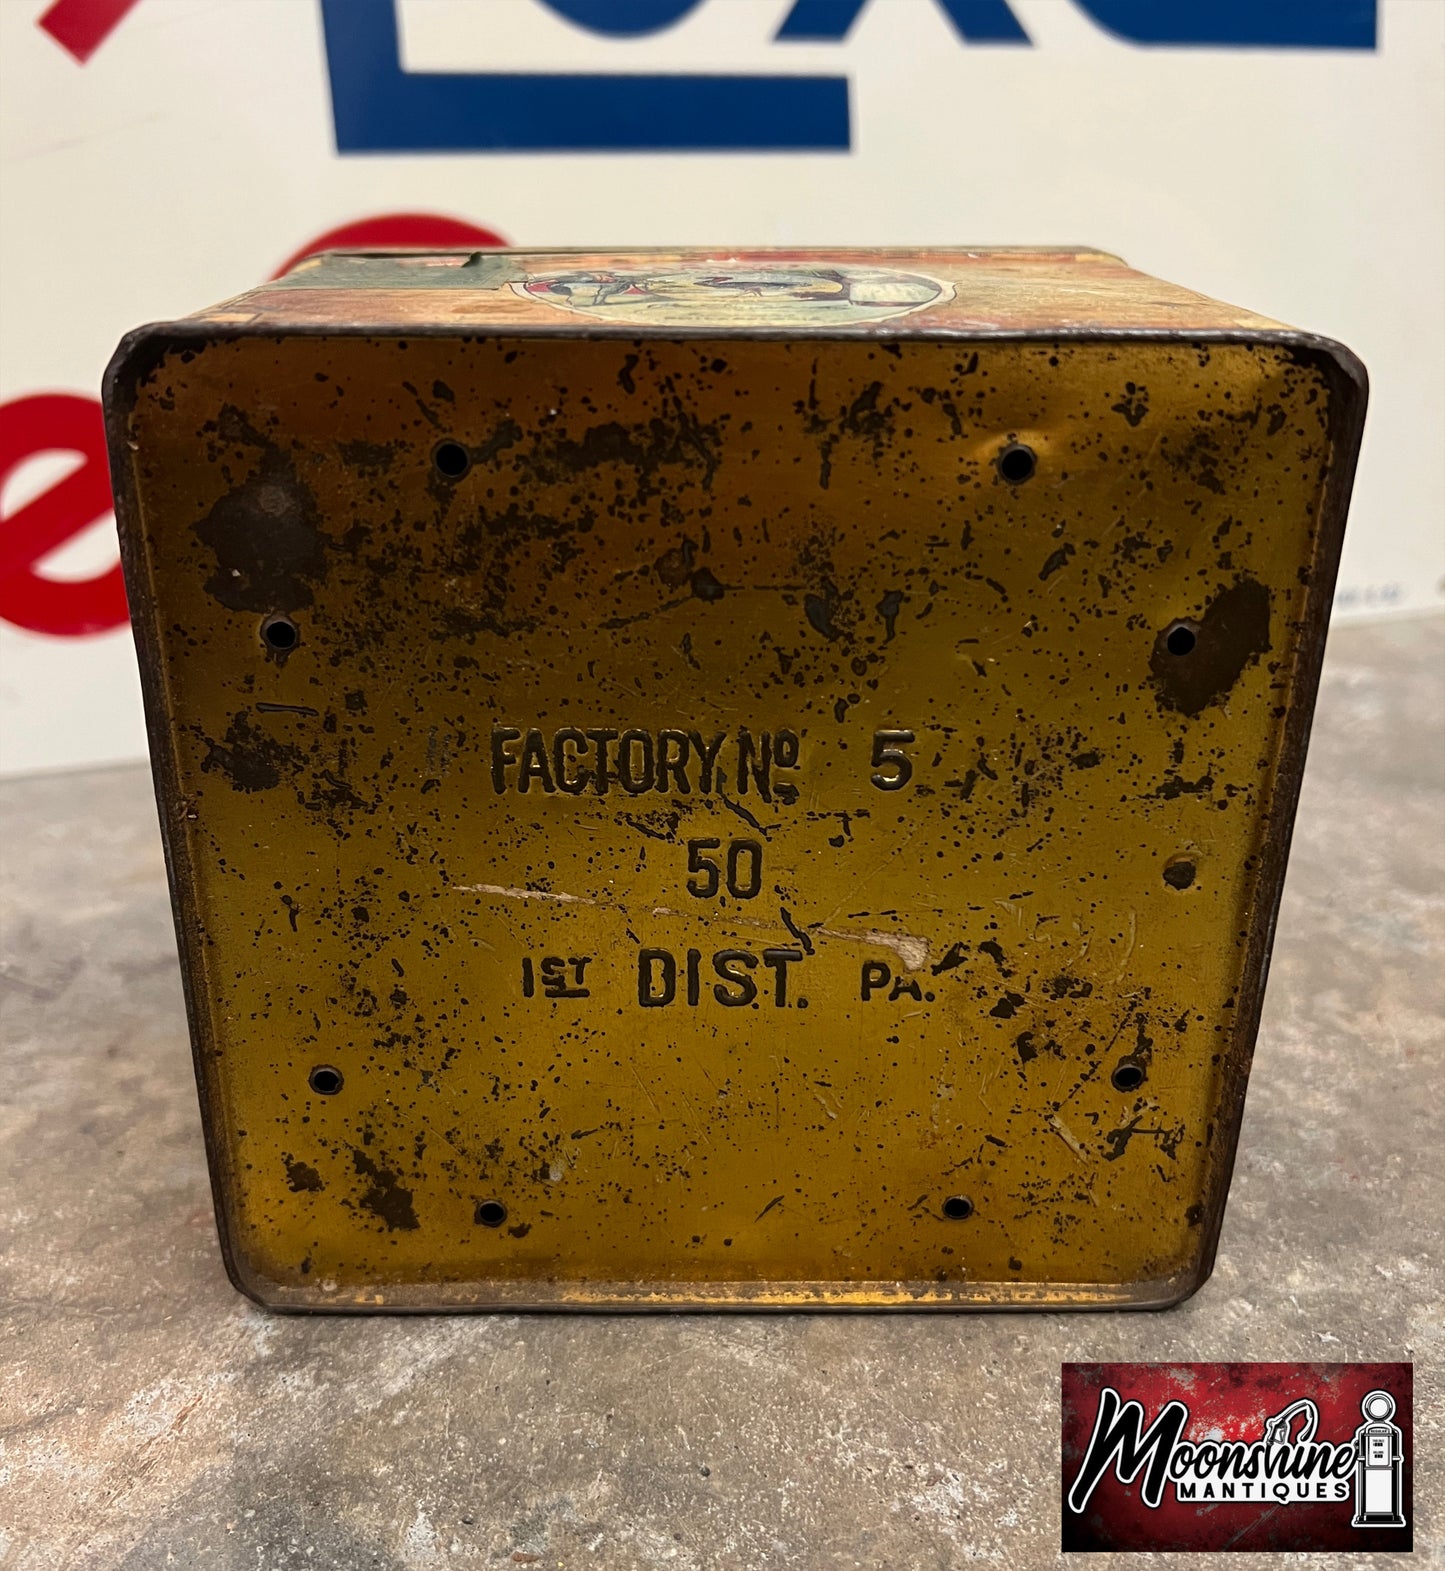 FACTORY Nº 5
50
1ST DIST. PA.
Moonshine
MANTIQUES